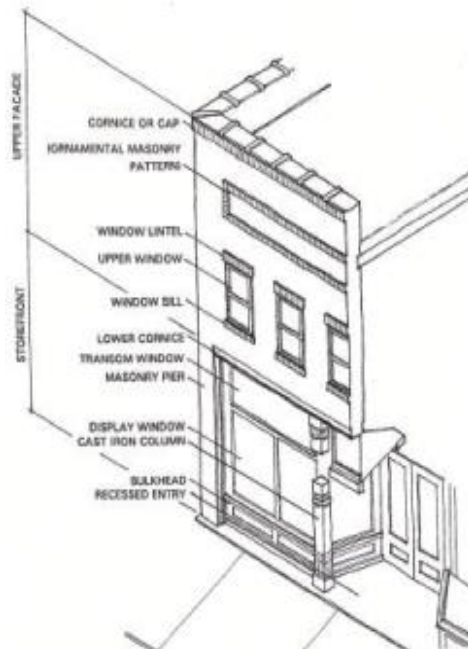 UPPER FACADE
CORNICE OR CAP
(ORNAMENTAL MASONRY
PATTERN)
WINDOW LINTEL
UPPER WINDOW
WINDOW SILL
STOREFRONT
LOWER CORNICE
TRANSOM WINDOW
MASONRY PIER
DISPLAY WINDOW
CAST IRON COLUMN
BULKHEAD
RECESSED ENTRY